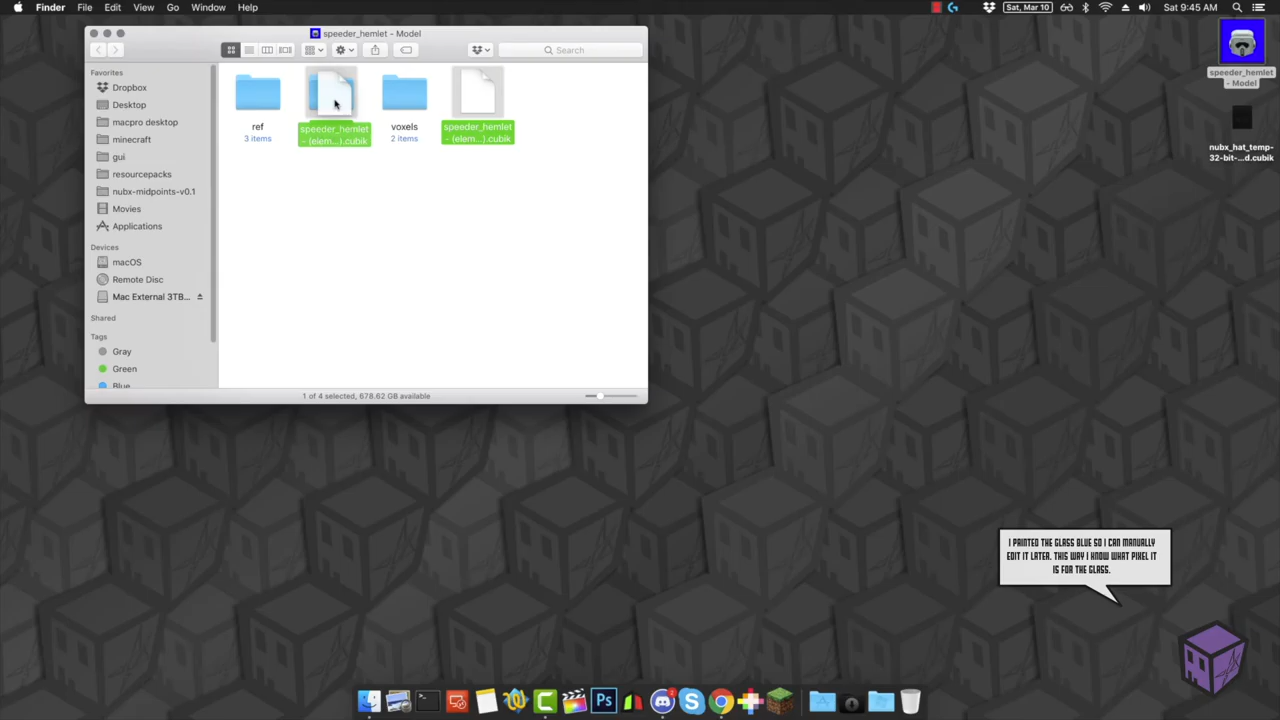 Finder File Edit View Go Window Help
Sat, Mar 10
Sat 9:45 AM
speeder_hemlet - Model
Search
Favorites
Dropbox
Desktop
macpro desktop
minecraft
gui
resourcepacks
nubx-midpoints-v0.1
Movies
Applications
Devices
macOS
Remote Disc
Mac External 3TB...
Shared
Tags
Gray
Green
Blue
ref
3 items
speeder_hemlet
- (elem...).cubik
voxels
2 items
speeder_hemlet
- (elem...).cubik
1 of 4 selected, 678.62 GB available
speeder_hemlet
- Model
nubx_hat_temp-
32-bit-...d.cubik
I PAINTED THE GLASS BLUE SO I CAN MANUALLY
EDIT IT LATER. THIS WAY I KNOW WHAT PIXEL IT
IS FOR THE GLASS.
Ps